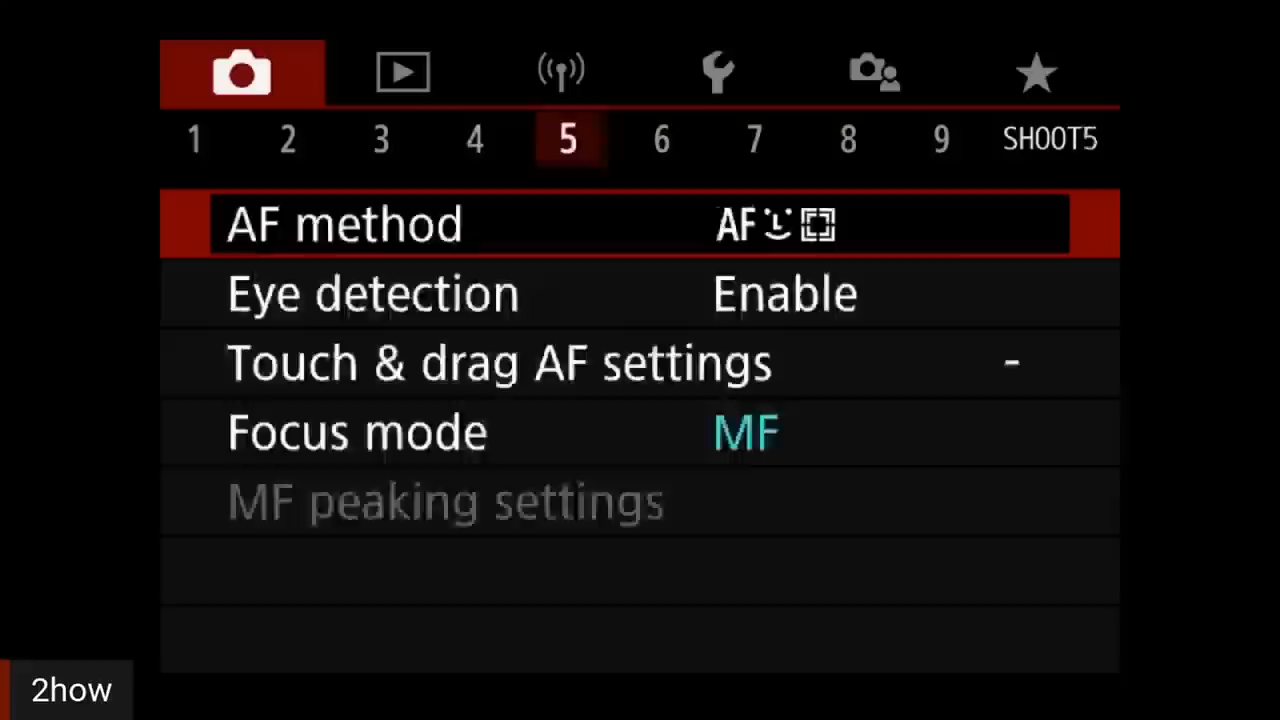 1 2 3 4 5 6 7 8 9 SHOOT5
AF method AF
Eye detection Enable
Touch & drag AF settings -
Focus mode MF
MF peaking settings
2how